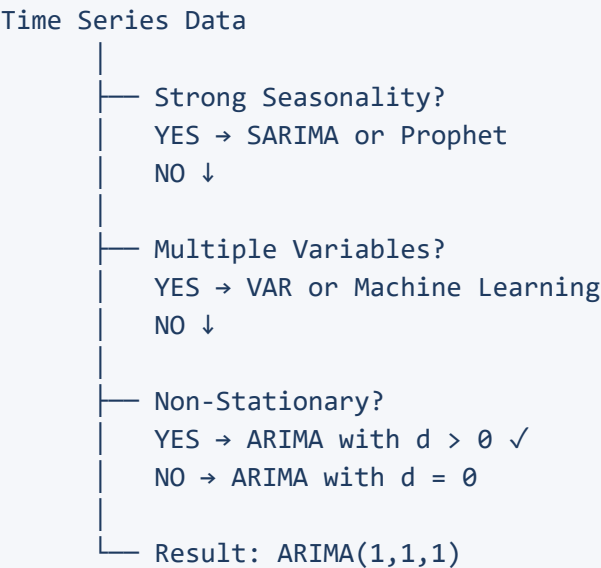 Time Series Data
│
├── Strong Seasonality?
│   YES → SARIMA or Prophet
│   NO ↓
│
├── Multiple Variables?
│   YES → VAR or Machine Learning
│   NO ↓
│
├── Non-Stationary?
│   YES → ARIMA with d > 0 ✓
│   NO → ARIMA with d = 0
│
└── Result: ARIMA(1,1,1)